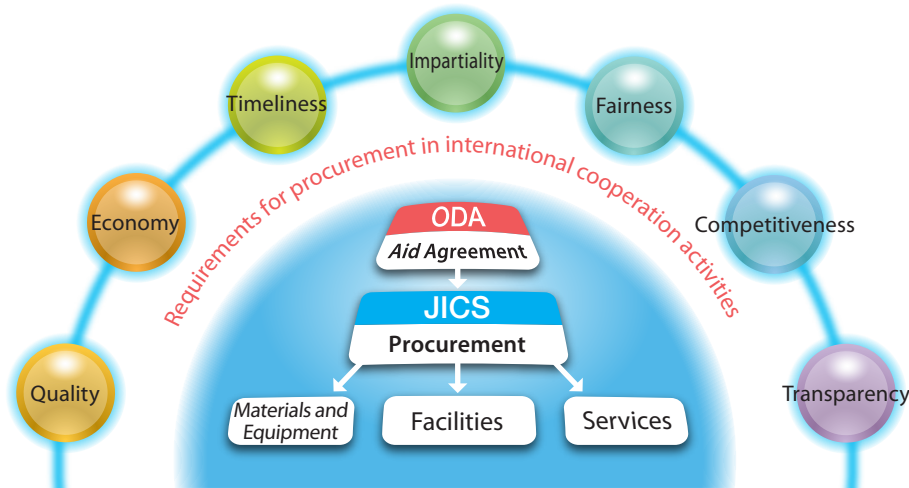 Impartiality
Timeliness
Fairness
Economy
Competitiveness
Quality
Transparency
Requirements for procurement in international cooperation activities
ODA
Aid Agreement
JICS
Procurement
Materials and
Equipment
Facilities
Services